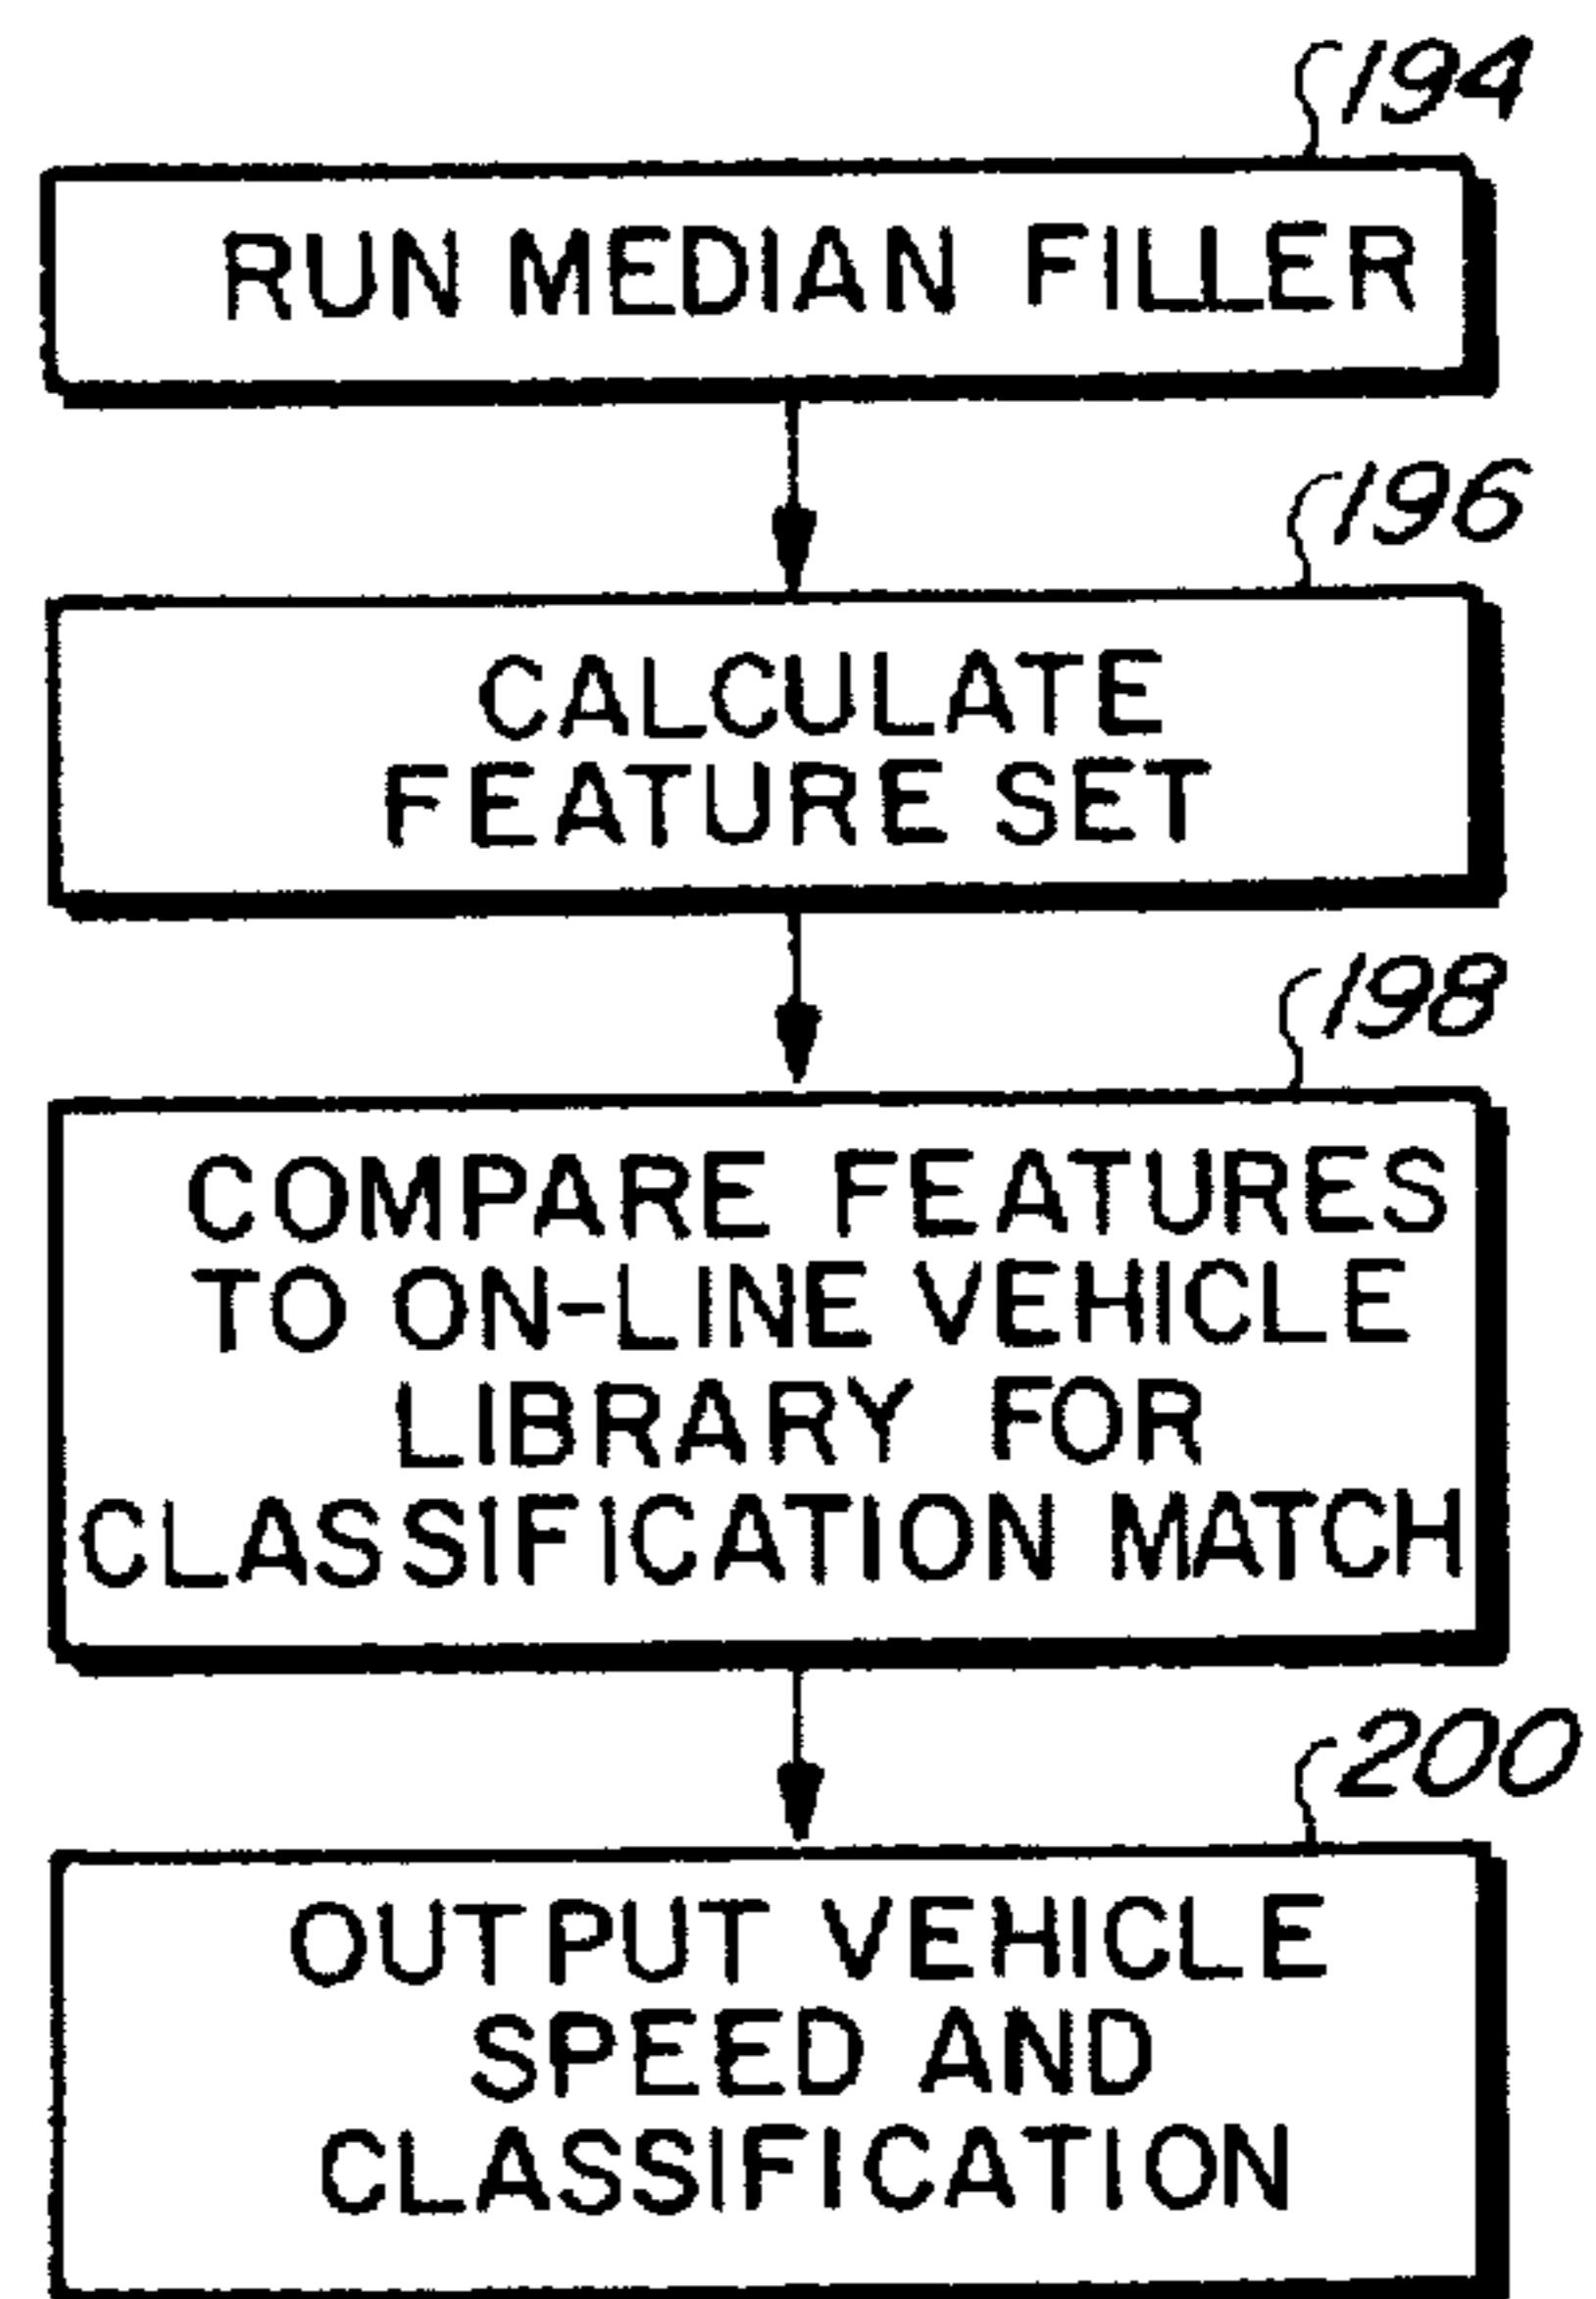 194
RUN MEDIAN FILLER
196
CALCULATE
FEATURE SET
198
COMPARE FEATURES
TO ON-LINE VEHICLE
LIBRARY FOR
CLASSIFICATION MATCH
200
OUTPUT VEHICLE
SPEED AND
CLASSIFICATION